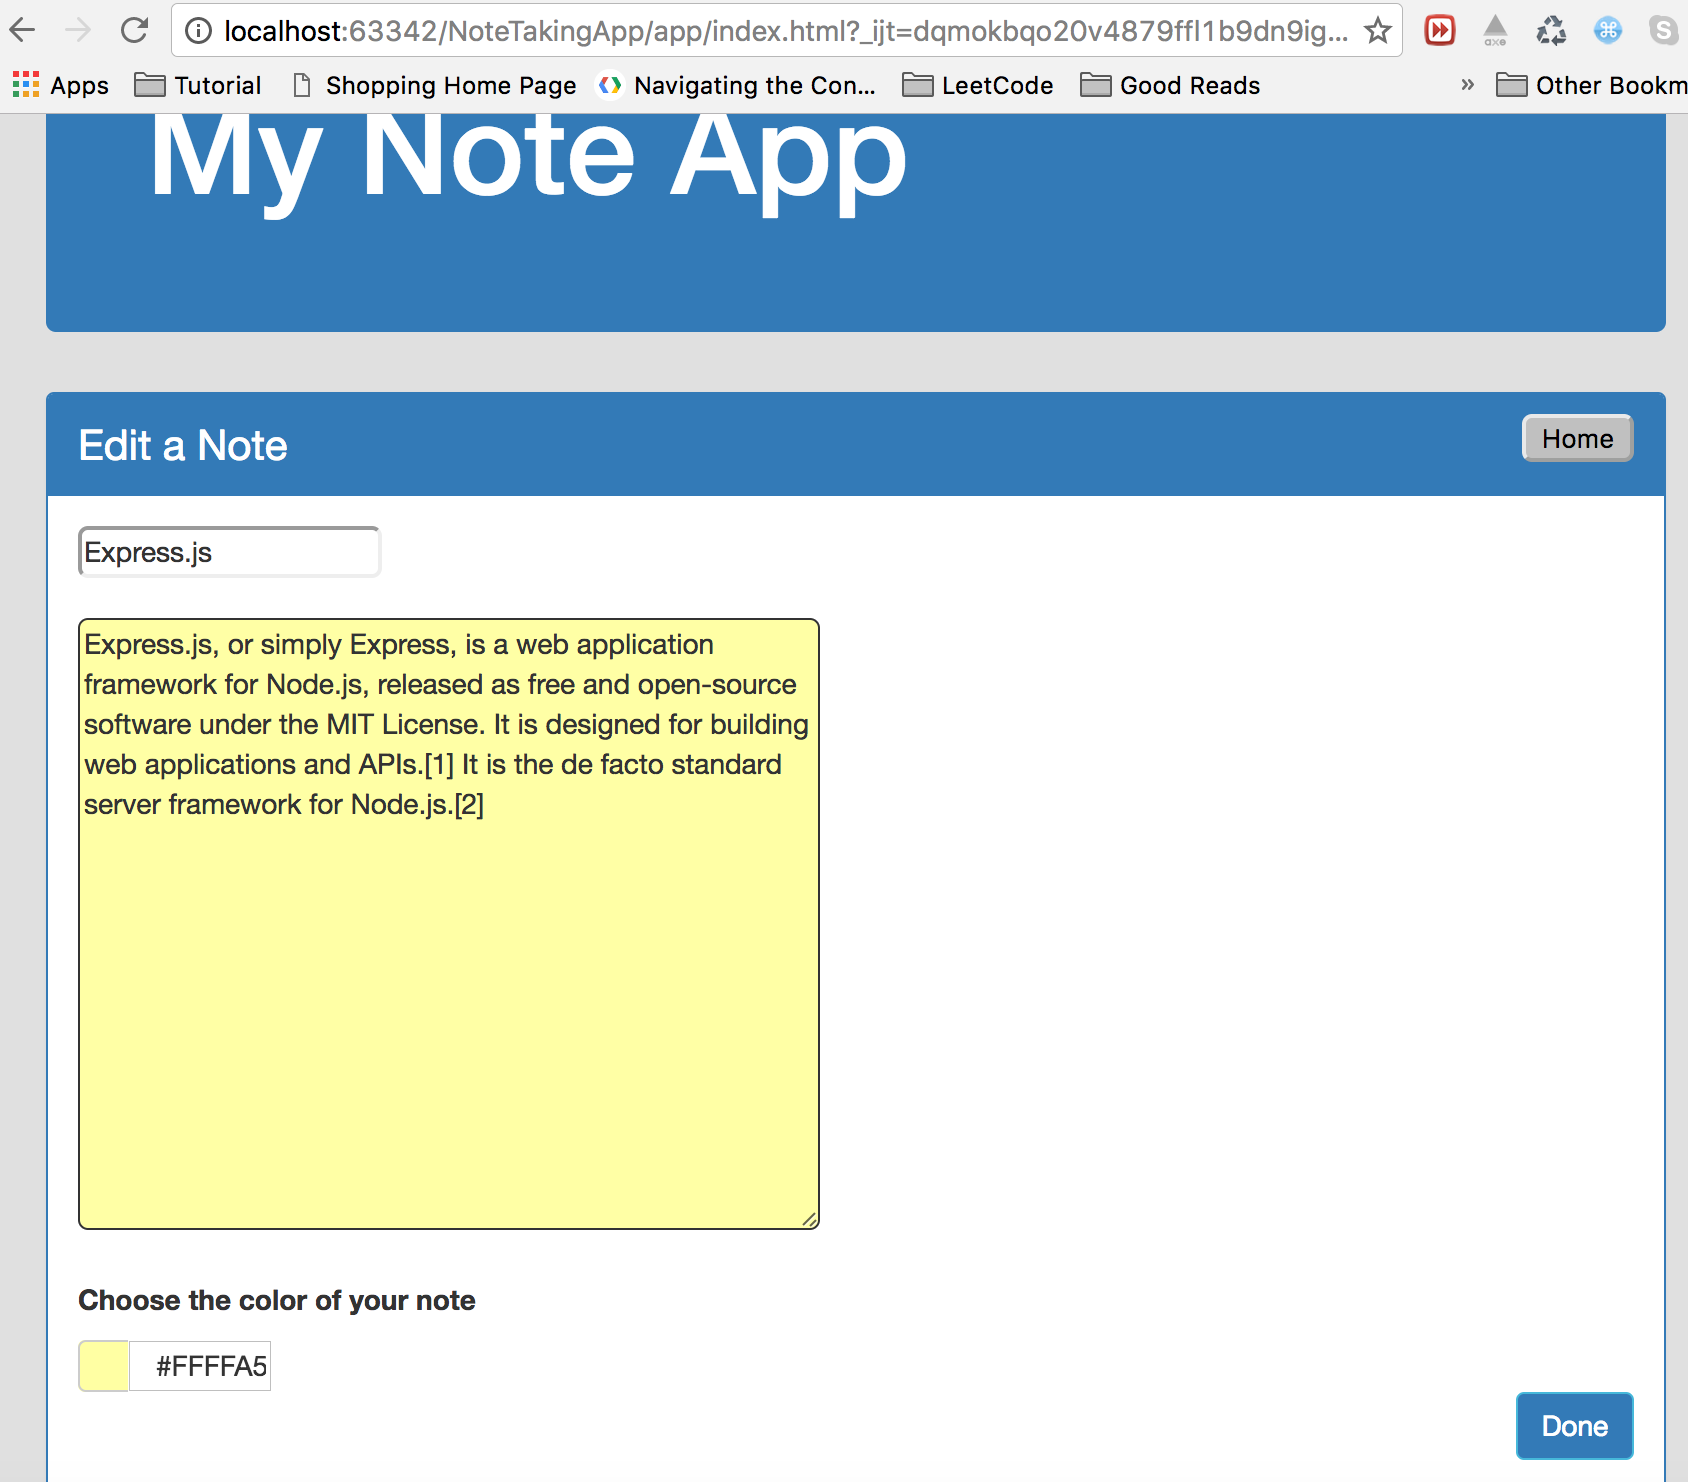 localhost:63342/NoteTakingApp/app/index.html?_ijt=dqmokbqo20v4879ffl1b9dn9ig...
axe
S
Apps Tutorial Shopping Home Page Navigating the Con... LeetCode Good Reads » Other Bookm
My Note App
Edit a Note
Home
Express.js
Express.js, or simply Express, is a web application
framework for Node.js, released as free and open-source
software under the MIT License. It is designed for building
web applications and APIs.[1] It is the de facto standard
server framework for Node.js.[2]
Choose the color of your note
#FFFFA5
Done